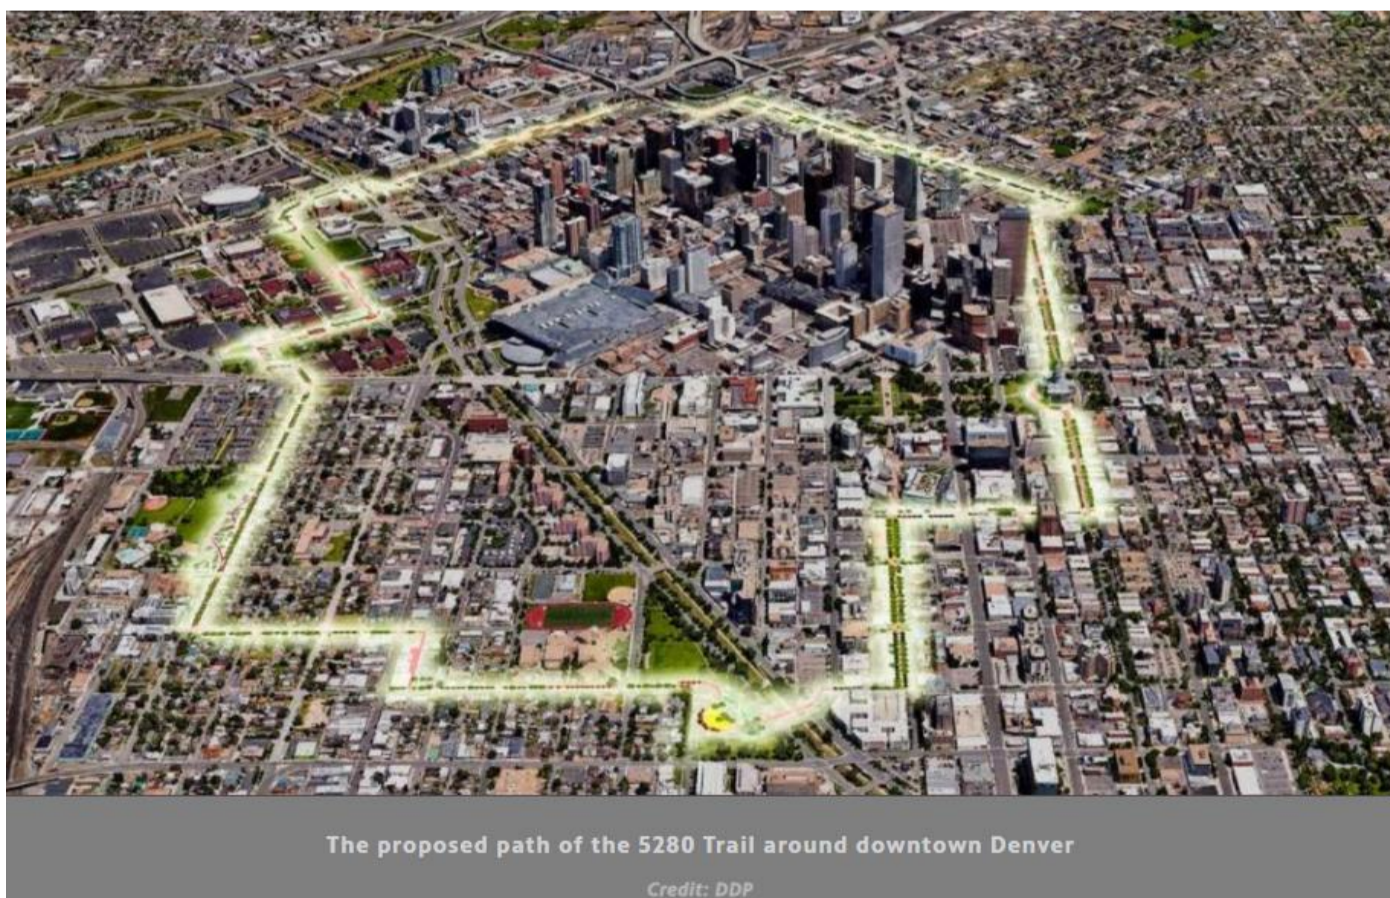 The proposed path of the 5280 Trail around downtown Denver
Credit: DDP